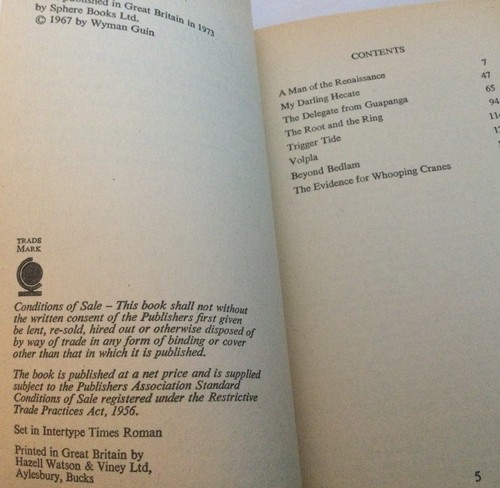 published in Great Britain in 1973
by Sphere Books Ltd.
© 1967 by Wyman Guin
TRADE
MARK
Conditions of Sale – This book shall not without
the written consent of the Publishers first given
be lent, re-sold, hired out or otherwise disposed of
by way of trade in any form of binding or cover
other than that in which it is published.
The book is published at a net price and is supplied
subject to the Publishers Association Standard
Conditions of Sale registered under the Restrictive
Trade Practices Act, 1956.
Set in Intertype Times Roman
Printed in Great Britain by
Hazell Watson & Viney Ltd,
Aylesbury, Bucks
CONTENTS
A Man of the Renaissance 7
My Darling Hecate 47
The Delegate from Guapanga 65
The Root and the Ring 94
Trigger Tide
Volpla
Beyond Bedlam
The Evidence for Whooping Cranes
5